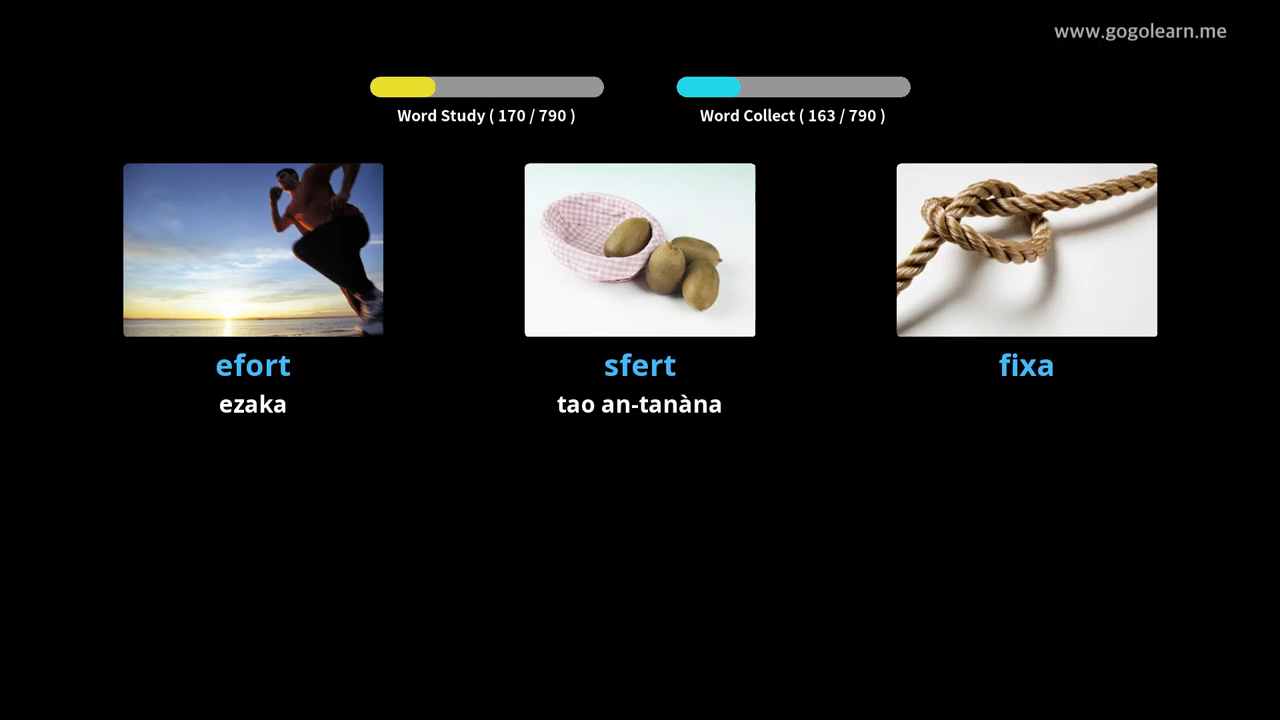 www.gogolearn.me
Word Study ( 170 / 790 )
Word Collect ( 163 / 790 )
efort
sfert
fixa
ezaka
tao an-tanàna